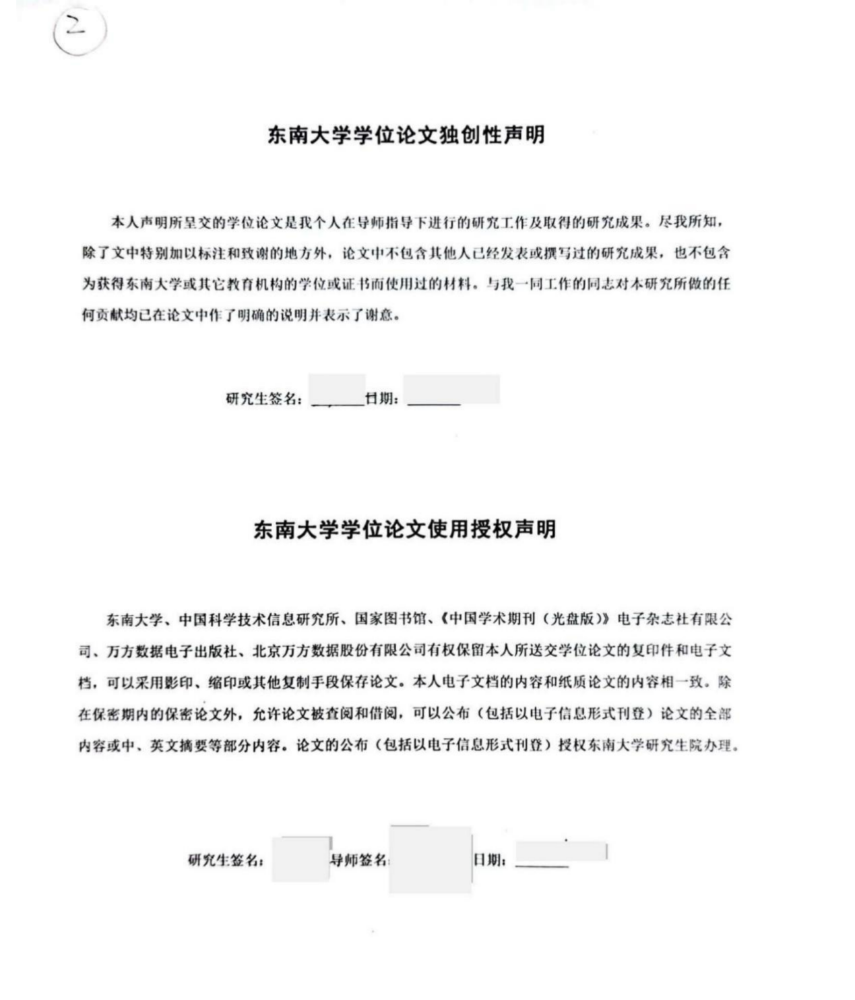 2
东南大学学位论文独创性声明
本人声明所呈交的学位论文是我个人在导师指导下进行的研究工作及取得的研究成果。尽我所知，
除了文中特别加以标注和致谢的地方外，论文中不包含其他人已经发表或撰写过的研究成果，也不包含
为获得东南大学或其它教育机构的学位或证书而使用过的材料。与我一同工作的同志对本研究所做的任
何贡献均已在论文中作了明确的说明并表示了谢意。
研究生签名： 日期：
东南大学学位论文使用授权声明
东南大学、中国科学技术信息研究所、国家图书馆、《中国学术期刊（光盘版）》电子杂志社有限公
司、万方数据电子出版社、北京万方数据股份有限公司有权保留本人所送交学位论文的复印件和电子文
档，可以采用影印、缩印或其他复制手段保存论文。本人电子文档的内容和纸质论文的内容相一致。除
在保密期内的保密论文外，允许论文被查阅和借阅，可以公布（包括以电子信息形式刊登）论文的全部
内容或中、英文摘要等部分内容。论文的公布（包括以电子信息形式刊登）授权东南大学研究生院办理。
研究生签名： 导师签名： 日期：